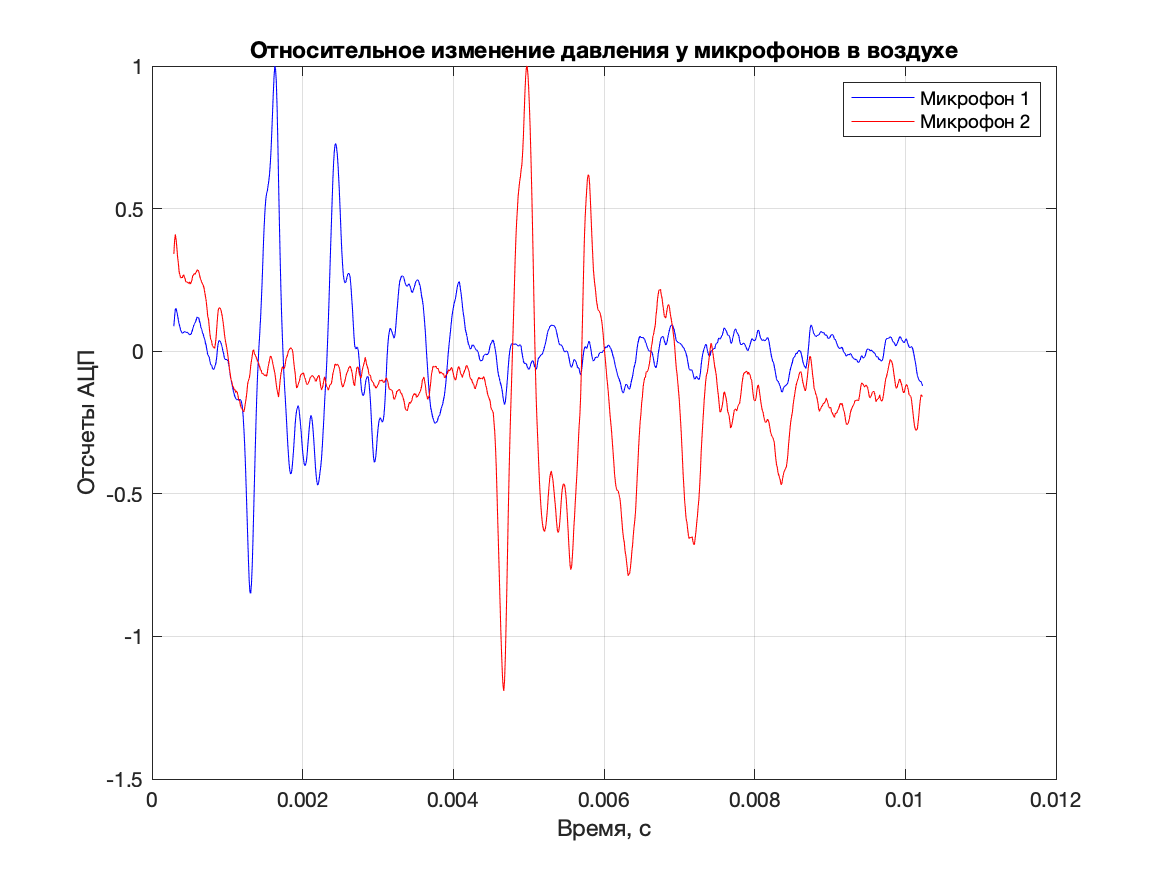 Относительное изменение давления у микрофонов в воздухе
Микрофон 1
Микрофон 2
1
0.5
0
-0.5
-1
-1.5
Отсчеты АЦП
0
0.002
0.004
0.006
0.008
0.01
0.012
Время, с